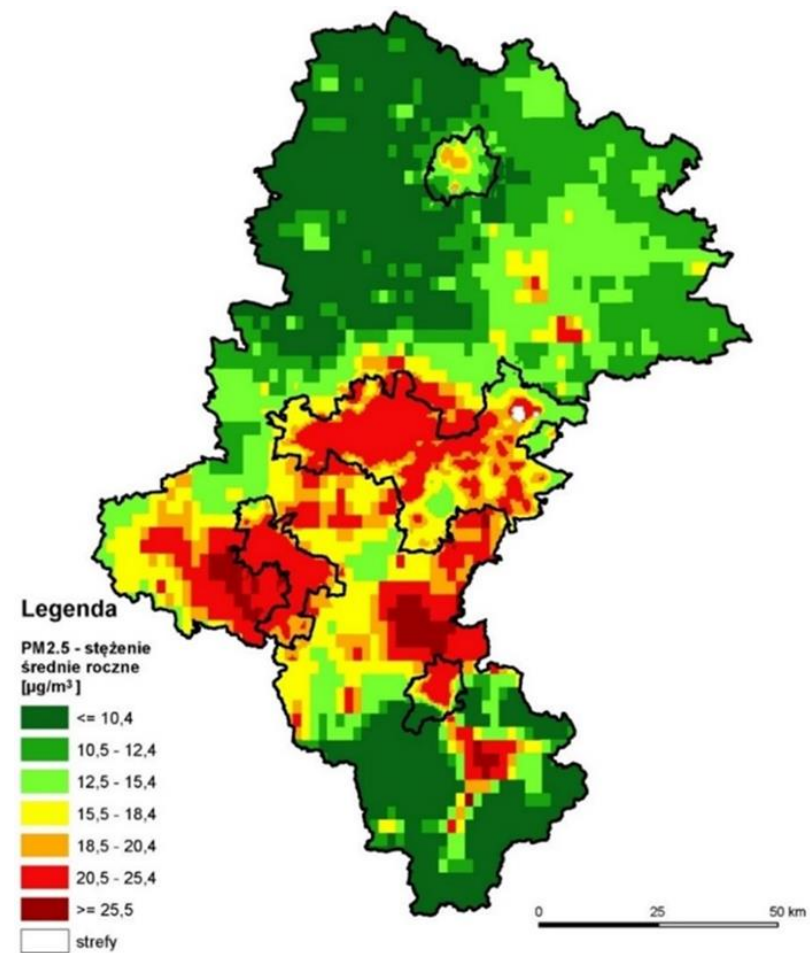 Legenda
PM2.5 - stężenie
średnie roczne
[µg/m³ ]
<= 10,4
10,5 - 12,4
12,5 - 15,4
15,5 - 18,4
18,5 - 20,4
20,5 - 25,4
>= 25,5
strefy
0 25 50 km